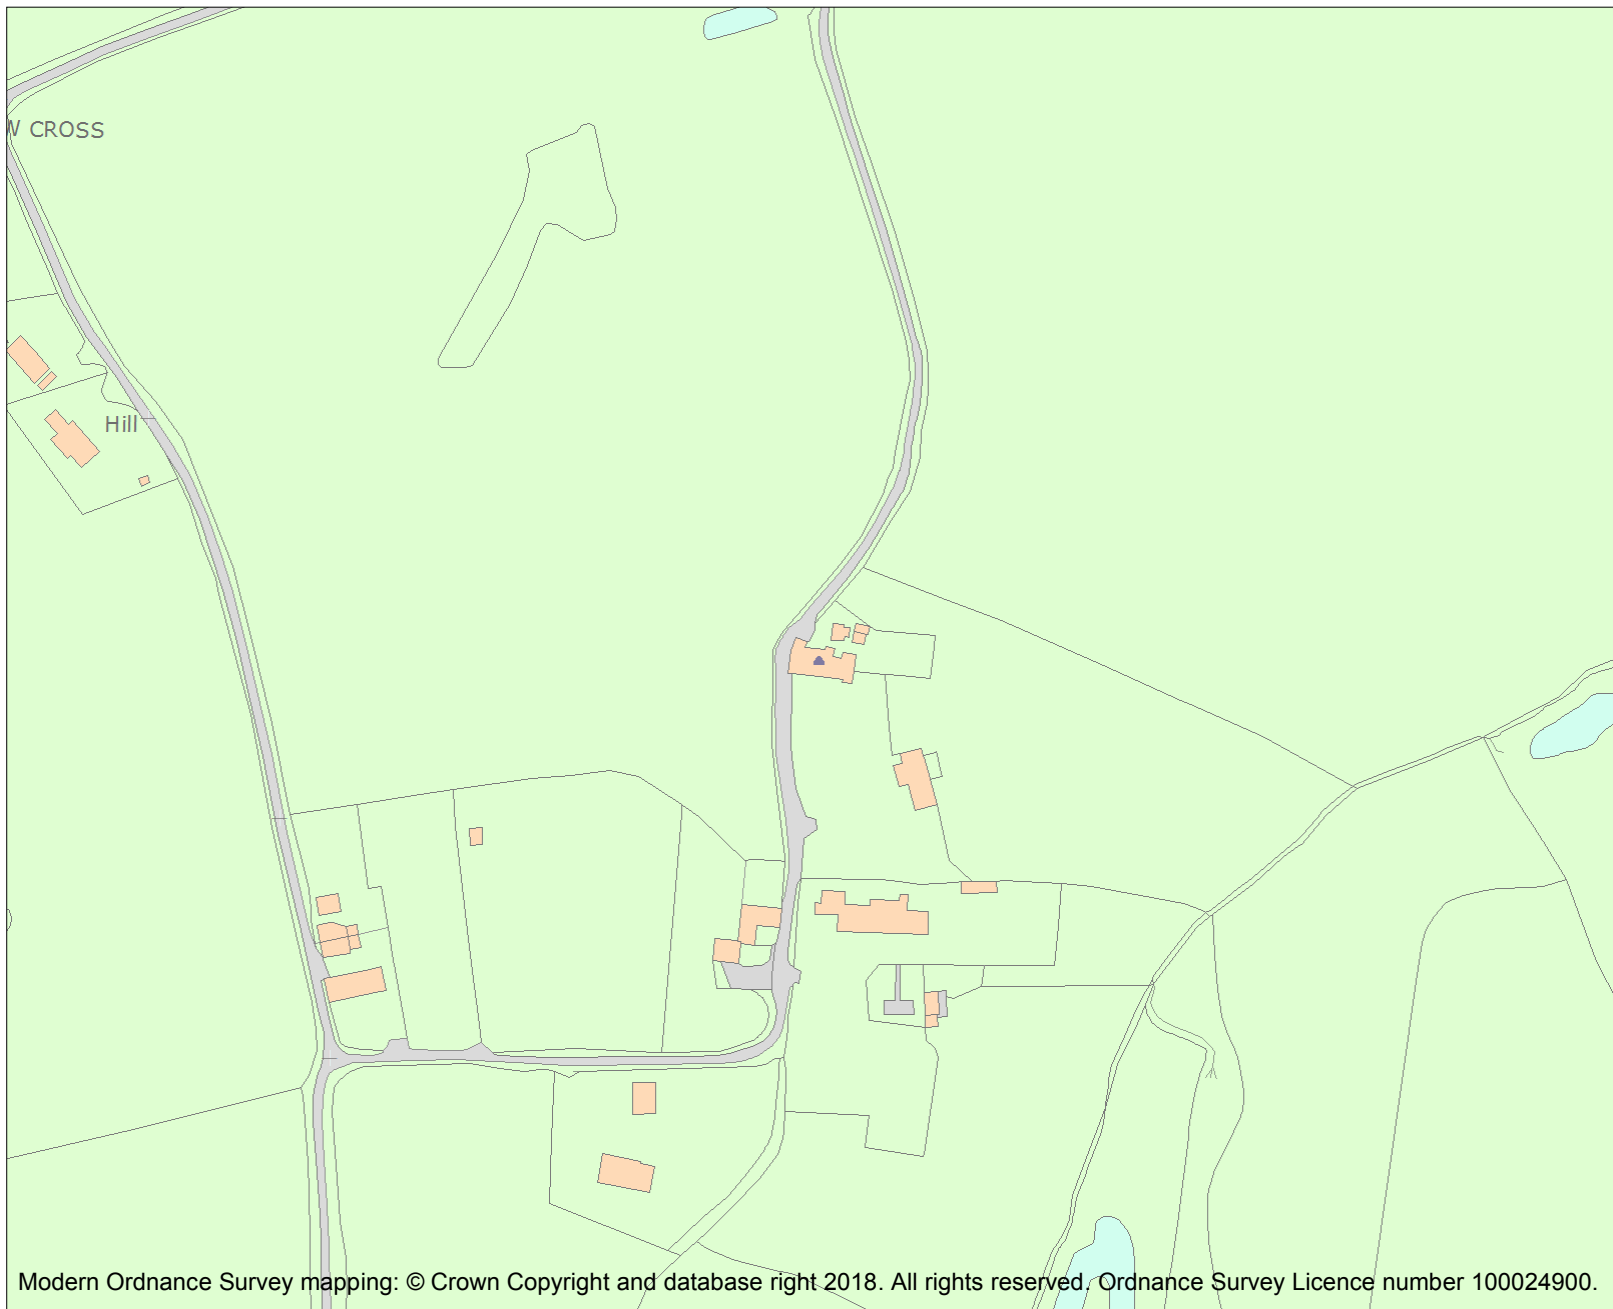 W CROSS
Hill
Modern Ordnance Survey mapping: © Crown Copyright and database right 2018. All rights reserved. Ordnance Survey Licence number 100024900.